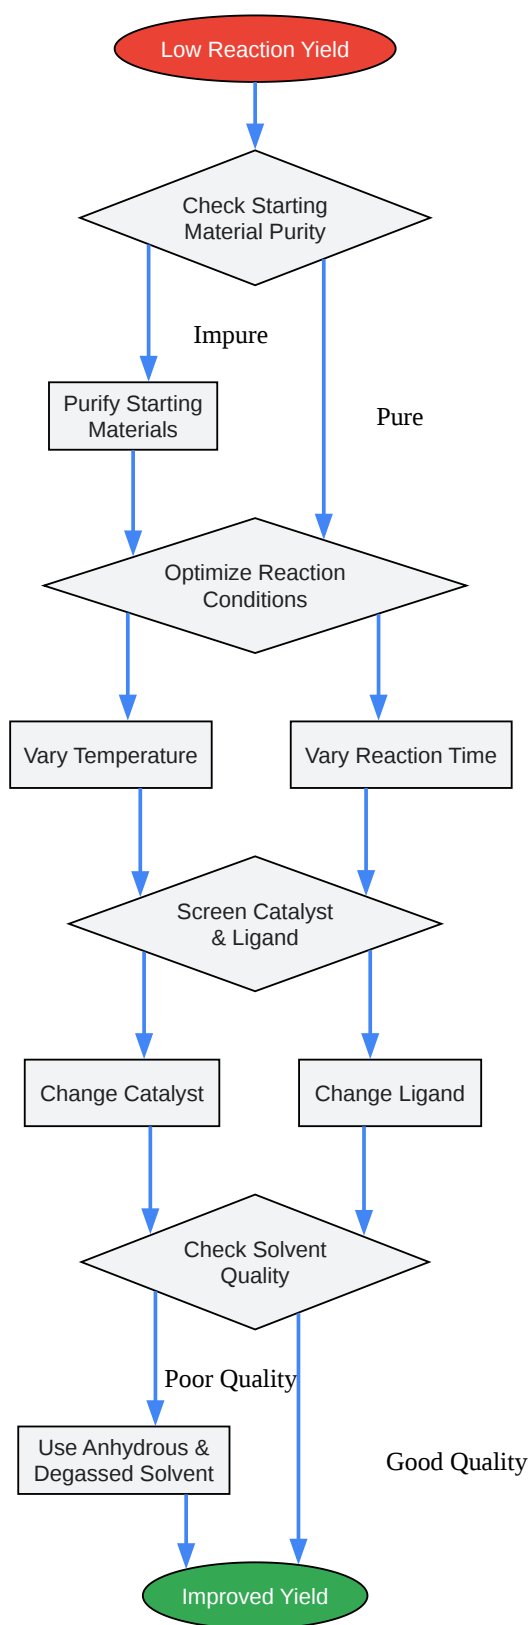 Low Reaction Yield
Check Starting
Material Purity
Impure
Pure
Purify Starting
Materials
Optimize Reaction
Conditions
Vary Temperature
Vary Reaction Time
Screen Catalyst
& Ligand
Change Catalyst
Change Ligand
Check Solvent
Quality
Poor Quality
Good Quality
Use Anhydrous &
Degassed Solvent
Improved Yield